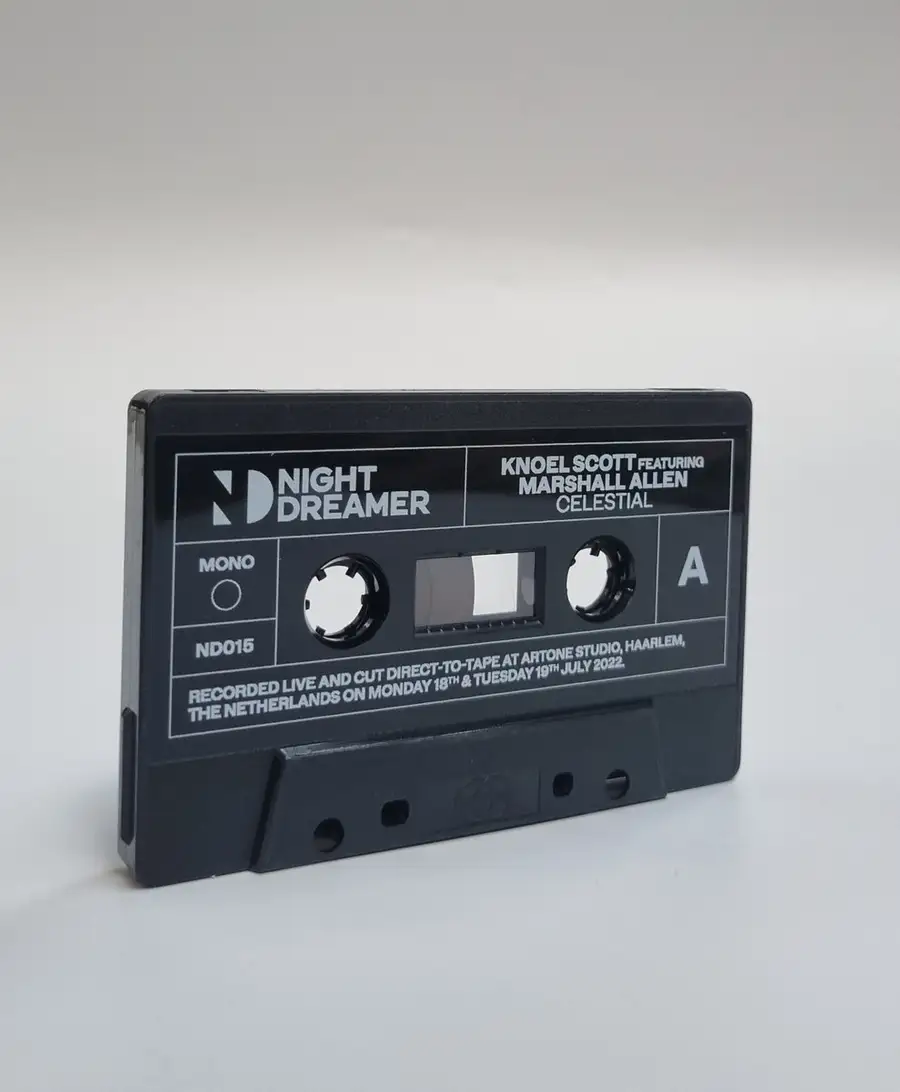 ND NIGHT
DREAMER
KNOEL SCOTT FEATURING
MARSHALL ALLEN
CELESTIAL
MONO
A
ND015
RECORDED LIVE AND CUT DIRECT-TO-TAPE AT ARTONE STUDIO, HAARLEM,
THE NETHERLANDS ON MONDAY 18TH & TUESDAY 19TH JULY 2022.